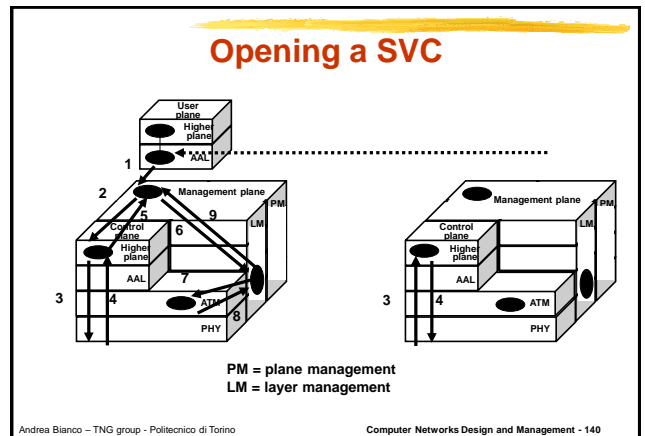 Opening a SVC
User
plane
Higher
plane
AAL
1
2
Management plane
PM
5
9
LM
Control
plane
6
Higher
plane
AAL
7
3
4
ATM
8
PHY
Management plane
PM
Control
plane
LM
Higher
plane
AAL
3
4
ATM
PHY
PM = plane management
LM = layer management
Andrea Bianco – TNG group - Politecnico di Torino
Computer Networks Design and Management - 140